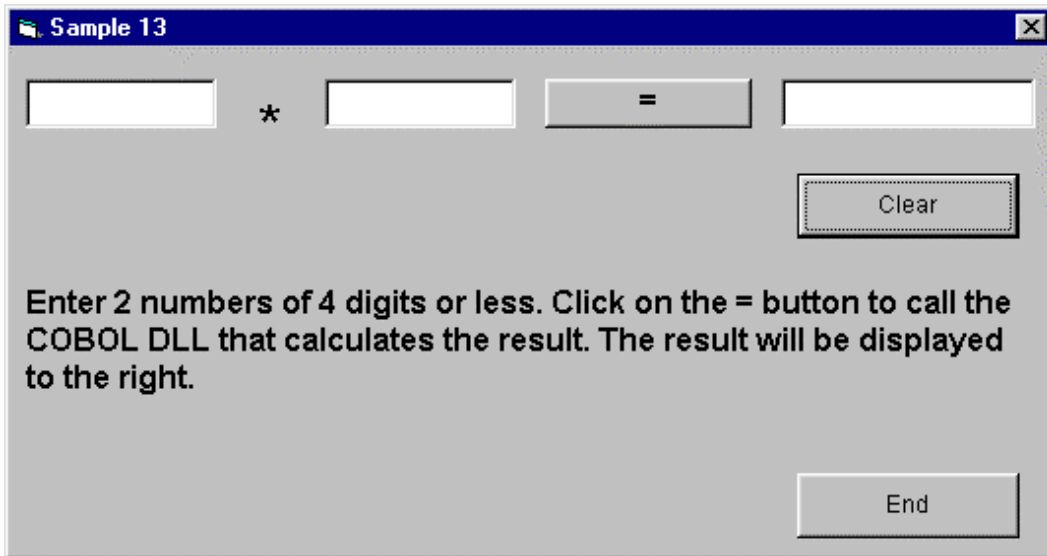 Sample 13
*
=
Clear
Enter 2 numbers of 4 digits or less. Click on the = button to call the
COBOL DLL that calculates the result. The result will be displayed
to the right.
End